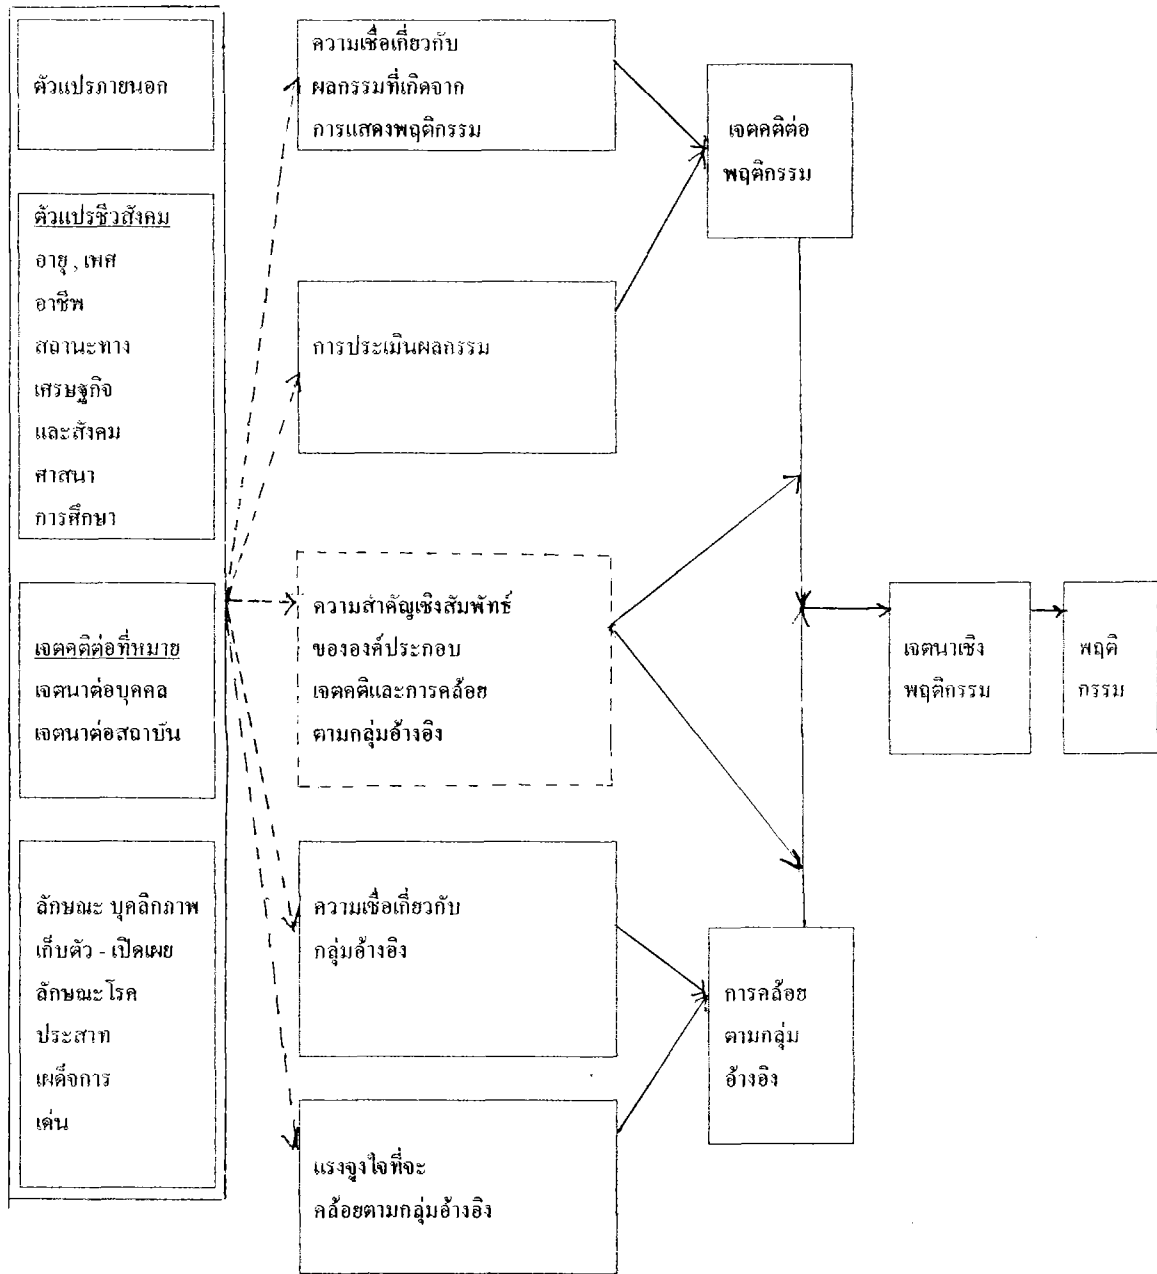 ตัวแปรภายนอก
ตัวแปรชีวสังคม
อายุ , เพศ
อาชีพ
สถานะทาง
เศรษฐกิจ
และสังคม
ศาสนา
การศึกษา
เจตคติต่อที่หมาย
เจตนาต่อบุคคล
เจตนาต่อสถาบัน
ลักษณะ บุคลิกภาพ
เก็บตัว - เปิดเผย
ลักษณะโรค
ประสาท
เผด็จการ
เด่น
ความเชื่อเกี่ยวกับ
ผลกรรมที่เกิดจาก
การแสดงพฤติกรรม
การประเมินผลกรรม
ความสำคัญเชิงสัมพัทธ์
ขององค์ประกอบ
เจตคติและการคล้อย
ตามกลุ่มอ้างอิง
ความเชื่อเกี่ยวกับ
กลุ่มอ้างอิง
แรงจูงใจที่จะ
คล้อยตามกลุ่มอ้างอิง
เจตคติต่อ
พฤติกรรม
การคล้อย
ตามกลุ่ม
อ้างอิง
เจตนาเชิง
พฤติกรรม
พฤติ
กรรม